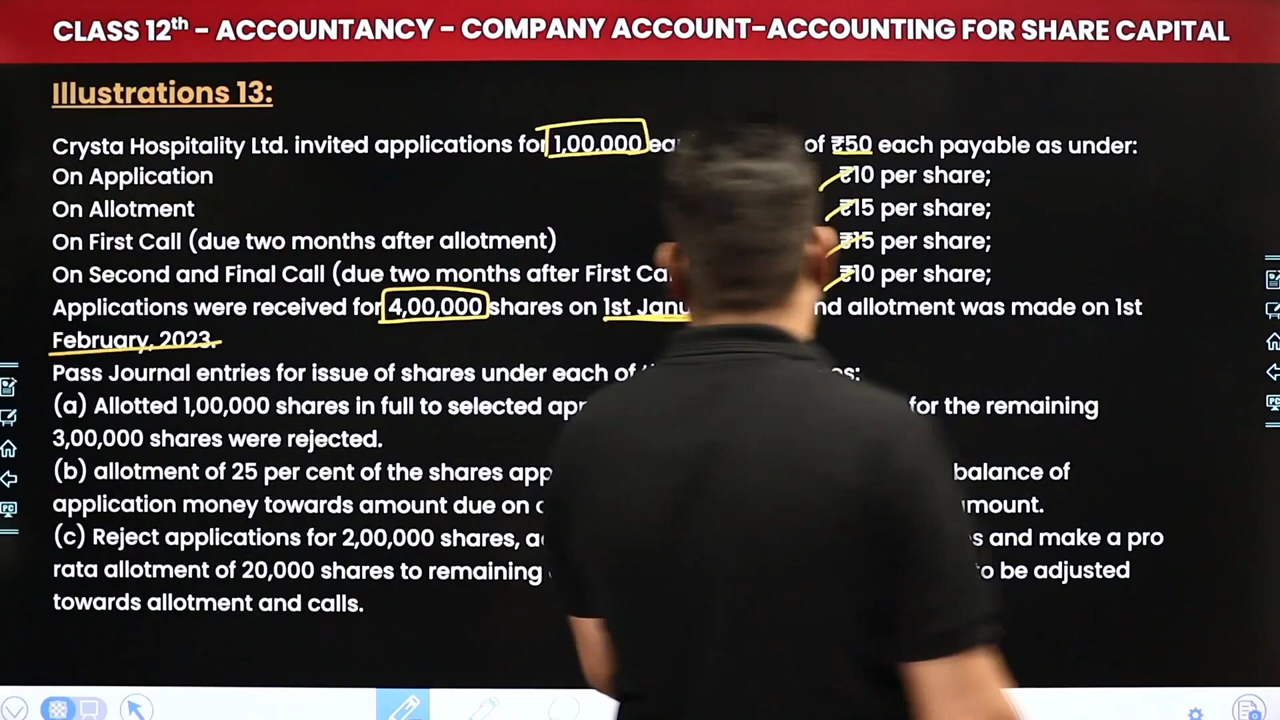 CLASS 12th – ACCOUNTANCY – COMPANY ACCOUNT-ACCOUNTING FOR SHARE CAPITAL
Illustrations 13:
Crysta Hospitality Ltd. invited applications for 1,00,000 of ₹50 each payable as under:
On Application ₹10 per share;
On Allotment ₹15 per share;
On First Call (due two months after allotment) ₹15 per share;
On Second and Final Call (due two months after First ₹10 per share;
Applications were received for 4,00,000 shares on 1st allotment was made on 1st
February, 2023.
Pass Journal entries for issue of shares under each of
(a) Allotted 1,00,000 shares in full to selected for the remaining
3,00,000 shares were rejected.
(b) allotment of 25 per cent of the shares balance of
application money towards amount due on
(c) Reject applications for 2,00,000 shares, and make a pro
rata allotment of 20,000 shares to remaining to be adjusted
towards allotment and calls.